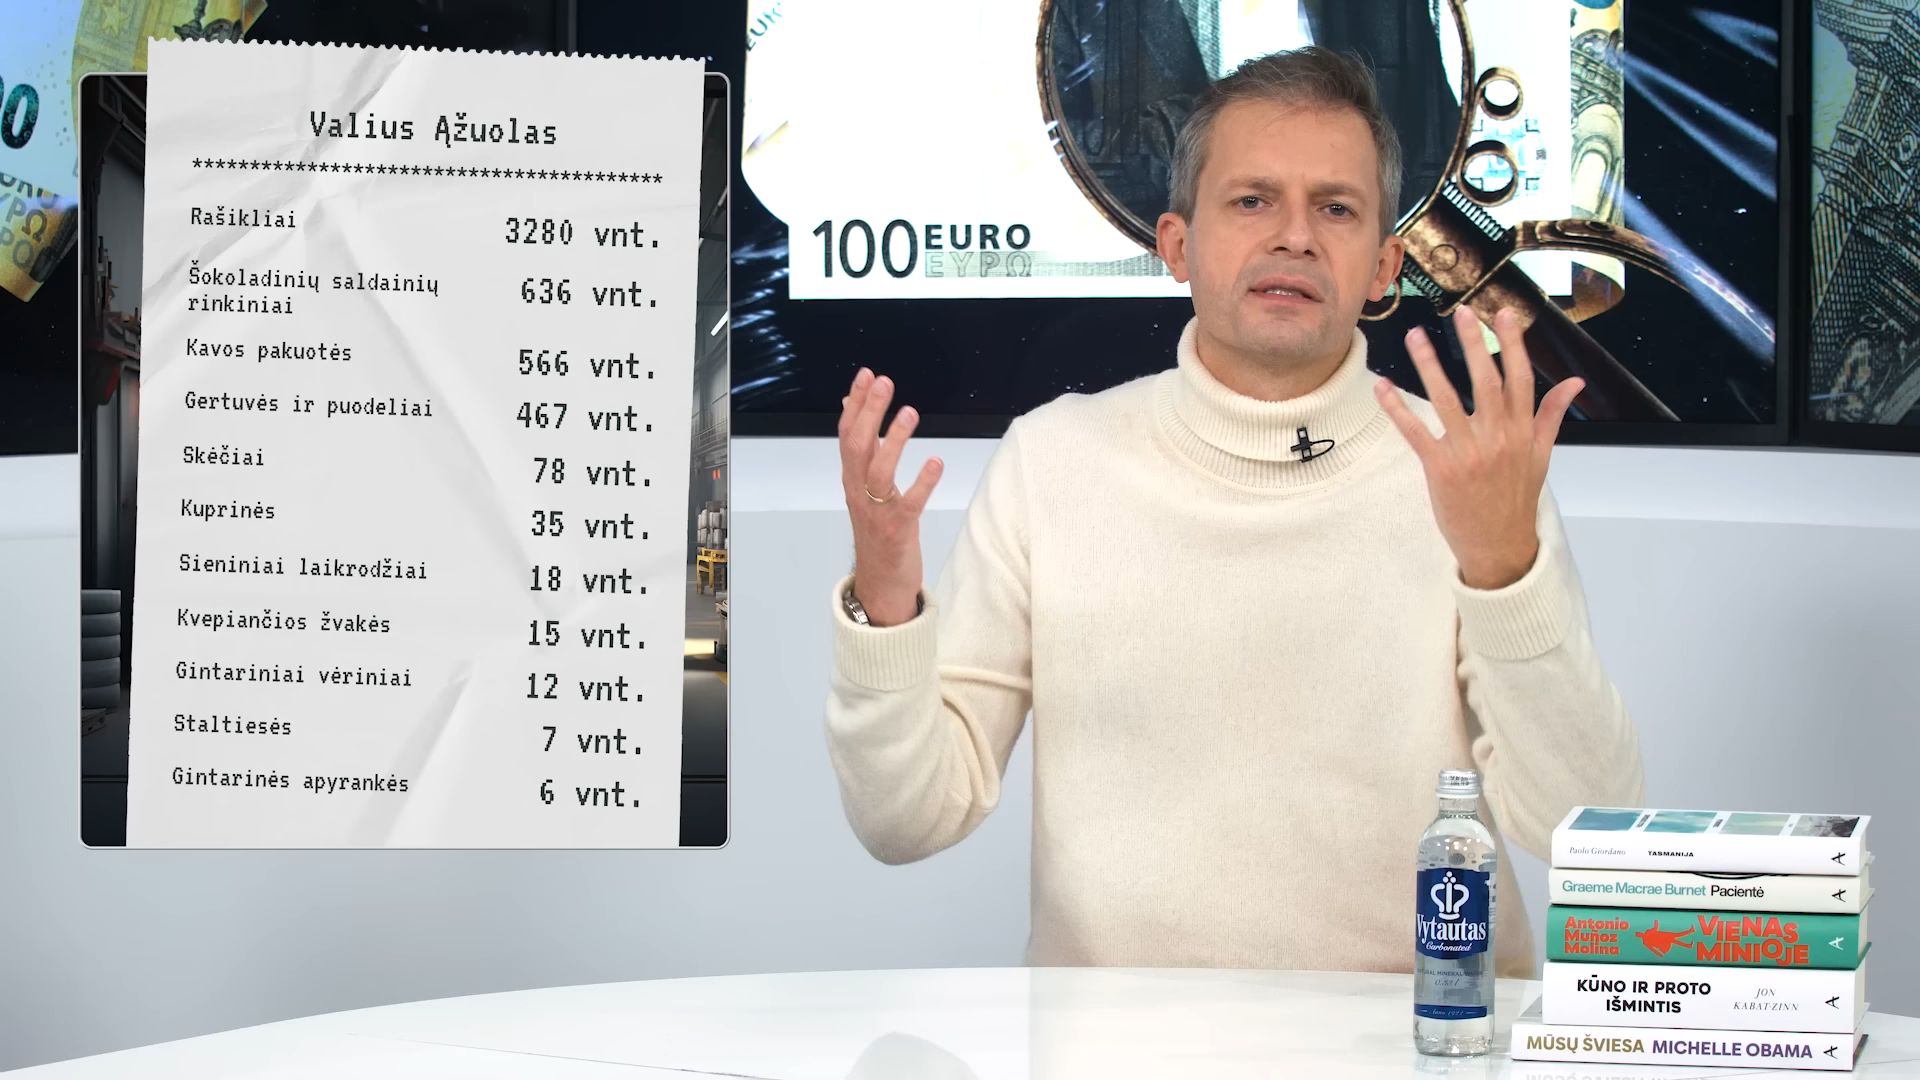 Valius Ąžuolas
*****************************************
Rašikliai 3280 vnt.
Šokoladinių saldainių
rinkiniai 636 vnt.
Kavos pakuotės 566 vnt.
Gertuvės ir puodeliai 467 vnt.
Skėčiai 78 vnt.
Kuprinės 35 vnt.
Sieniniai laikrodžiai 18 vnt.
Kvepiančios žvakės 15 vnt.
Gintariniai vėriniai 12 vnt.
Staltiesės 7 vnt.
Gintarinės apyrankės 6 vnt.
100 EURO
ΕΥΡΩ
Vytautas
Carbonated
Paolo Giordano TASMANIJA
Graeme Macrae Burnet Pacientė
Antonio
Muñoz
Molina
VIENAS
MINIOJE
KŪNO IR PROTO
IŠMINTIS
JON
KABAT-ZINN
MŪSŲ ŠVIESA MICHELLE OBAMA